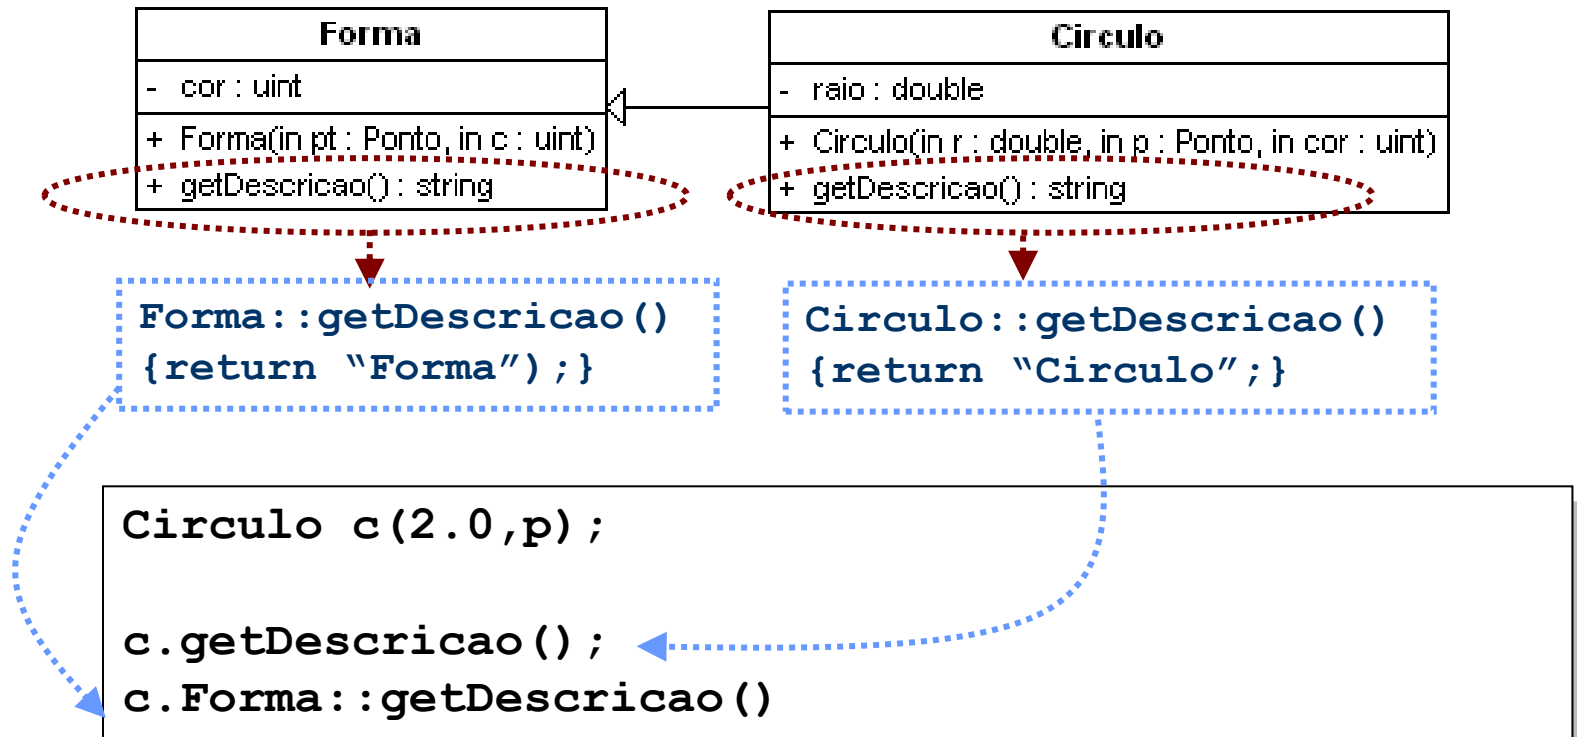 Forma
- cor : uint
+ Forma(in pt : Ponto, in c : uint)
+ getDescricao() : string
Circulo
- raio : double
+ Circulo(in r : double, in p : Ponto, in cor : uint)
+ getDescricao() : string
Forma::getDescricao()
{return “Forma”);}
Circulo::getDescricao()
{return “Circulo”;}
Circulo c(2.0,p);
c.getDescricao();
c.Forma::getDescricao()